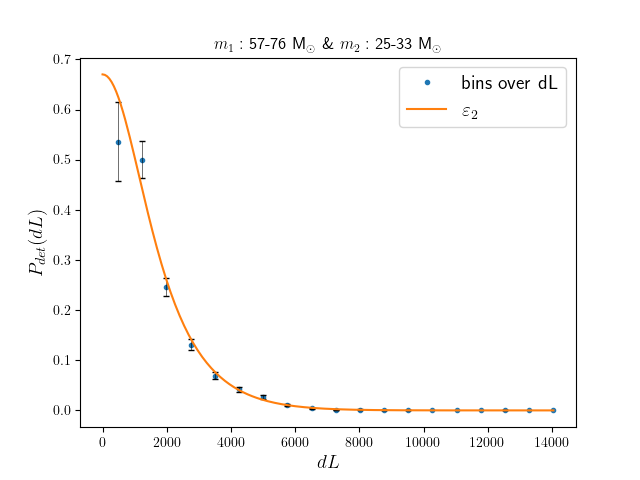 m₁ : 57-76 M☉ & m₂ : 25-33 M☉
bins over dL
ε₂
P_det(dL)
0.7
0.6
0.5
0.4
0.3
0.2
0.1
0.0
0 2000 4000 6000 8000 10000 12000 14000
dL